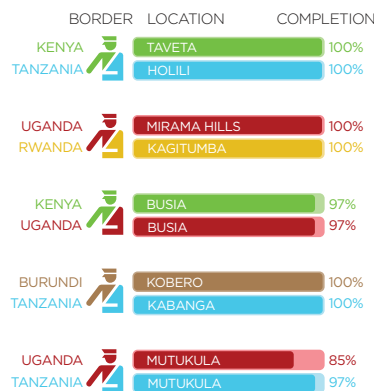 BORDER LOCATION COMPLETION
KENYA TAVETA 100%
TANZANIA HOLILI 100%
UGANDA MIRAMA HILLS 100%
RWANDA KAGITUMBA 100%
KENYA BUSIA 97%
UGANDA BUSIA 97%
BURUNDI KOBERO 100%
TANZANIA KABANGA 100%
UGANDA MUTUKULA 85%
TANZANIA MUTUKULA 97%